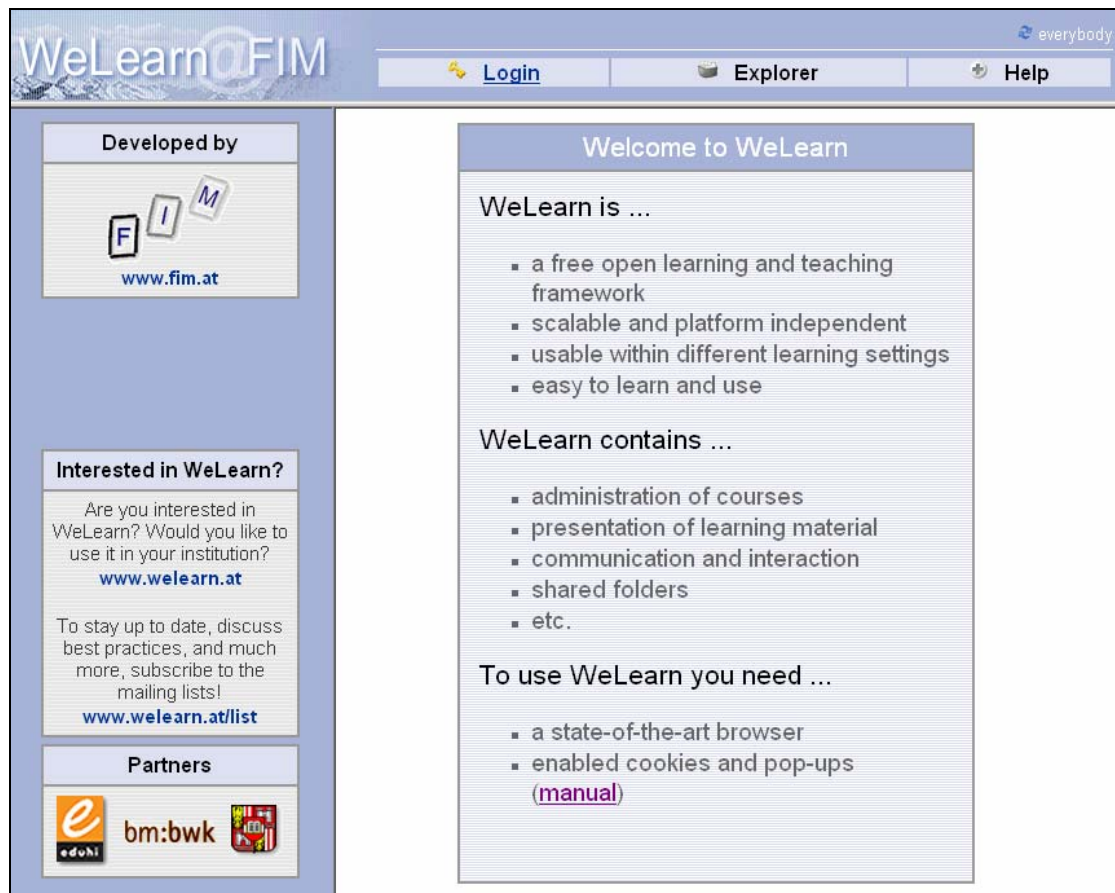 WeLearn@FIM
everybody
Login
Explorer
Help
Developed by
F I M
www.fim.at
Interested in WeLearn?
Are you interested in
WeLearn? Would you like to
use it in your institution?
www.welearn.at
To stay up to date, discuss
best practices, and much
more, subscribe to the
mailing lists!
www.welearn.at/list
Partners
e
eduhi
bm:bwk
Welcome to WeLearn
WeLearn is ...
▪ a free open learning and teaching
framework
▪ scalable and platform independent
▪ usable within different learning settings
▪ easy to learn and use
WeLearn contains ...
▪ administration of courses
▪ presentation of learning material
▪ communication and interaction
▪ shared folders
▪ etc.
To use WeLearn you need ...
▪ a state-of-the-art browser
▪ enabled cookies and pop-ups
(manual)